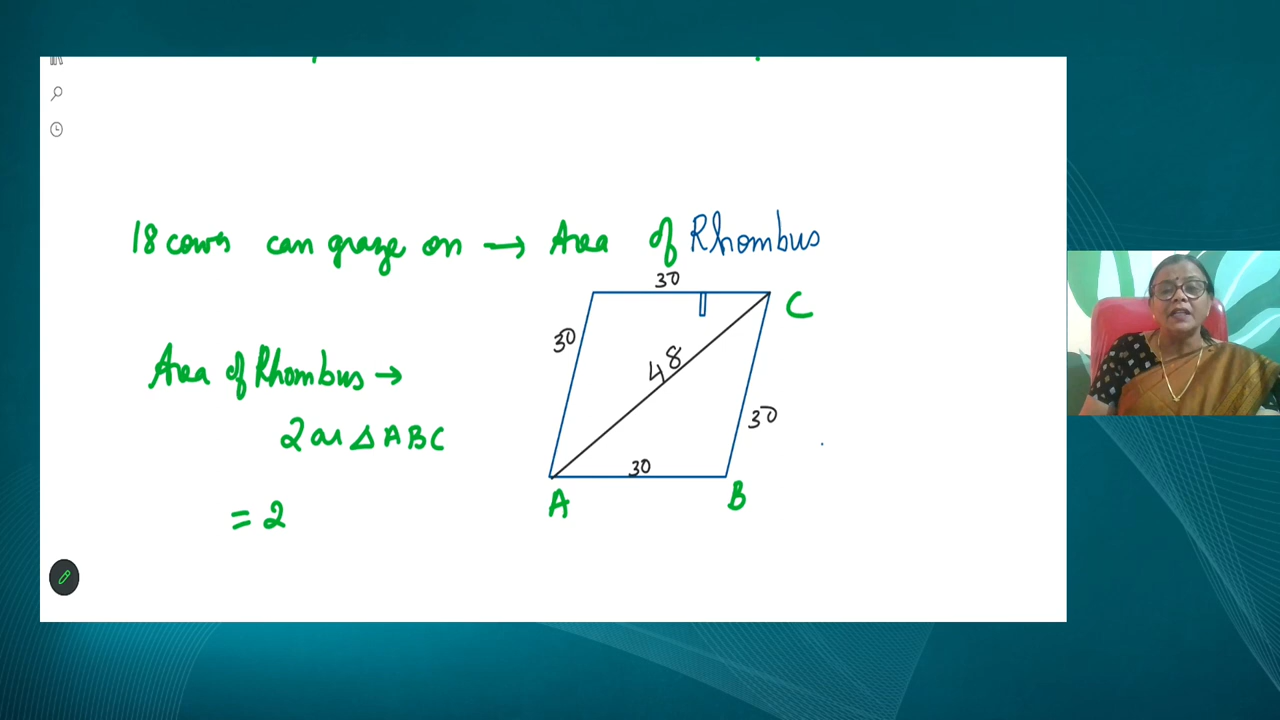 18 cows can graze on → Area of Rhombus
30
C
30
48
Area of Rhombus →
30
2 ar △ ABC
30
A
B
= 2